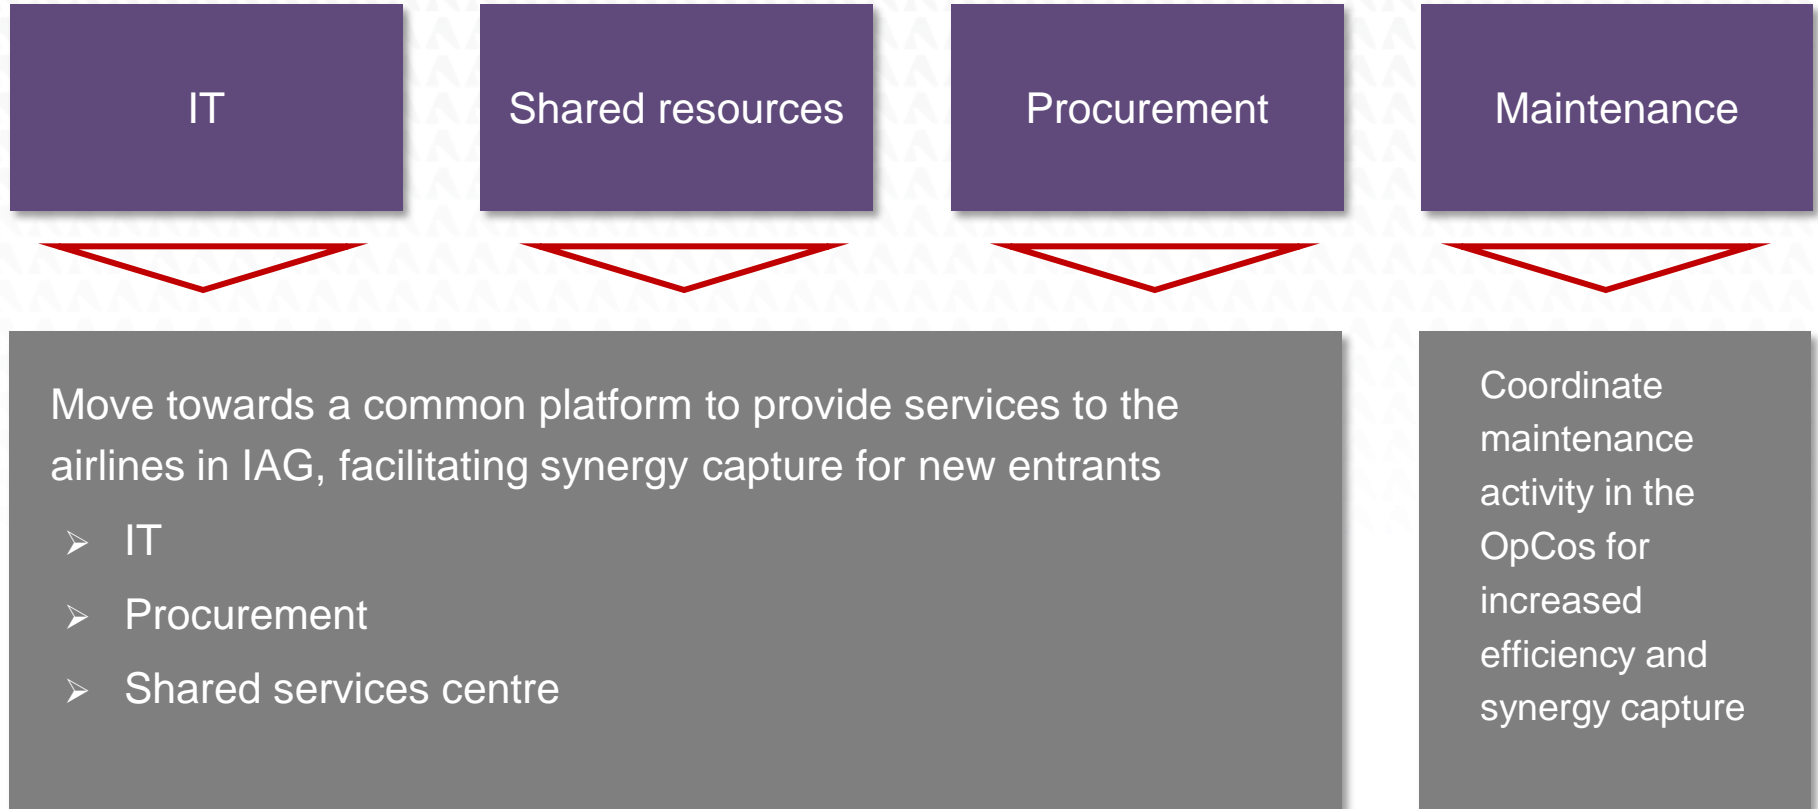 IT
Shared resources
Procurement
Maintenance
Move towards a common platform to provide services to the
airlines in IAG, facilitating synergy capture for new entrants
➢ IT
➢ Procurement
➢ Shared services centre
Coordinate
maintenance
activity in the
OpCos for
increased
efficiency and
synergy capture